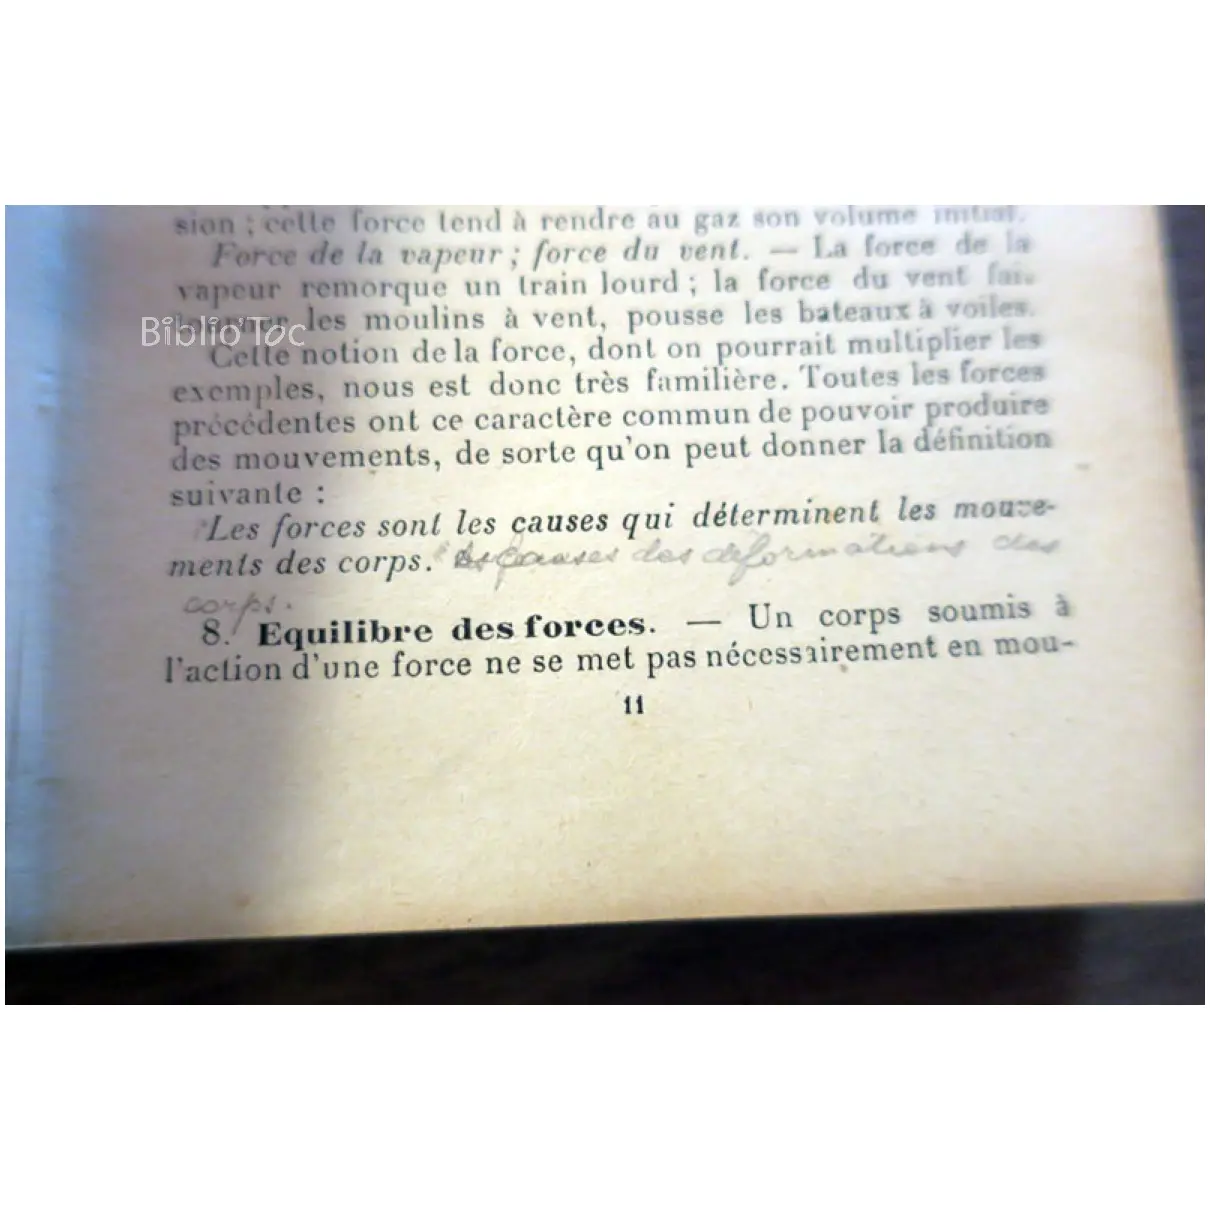 sion ; cette force tend à rendre au gaz son volume initial.
Force de la vapeur ; force du vent. — La force de la
vapeur remorque un train lourd ; la force du vent fai.
les moulins à vent, pousse les bateaux à voiles.
Biblio'Toc
Cette notion de la force, dont on pourrait multiplier les
exemples, nous est donc très familière. Toutes les forces
précédentes ont ce caractère commun de pouvoir produire
des mouvements, de sorte qu'on peut donner la définition
suivante :
Les forces sont les causes qui déterminent les mouve-
ments des corps. causes des déformations des
corps.
8. Equilibre des forces. — Un corps soumis à
l'action d'une force ne se met pas nécessairement en mou-
11